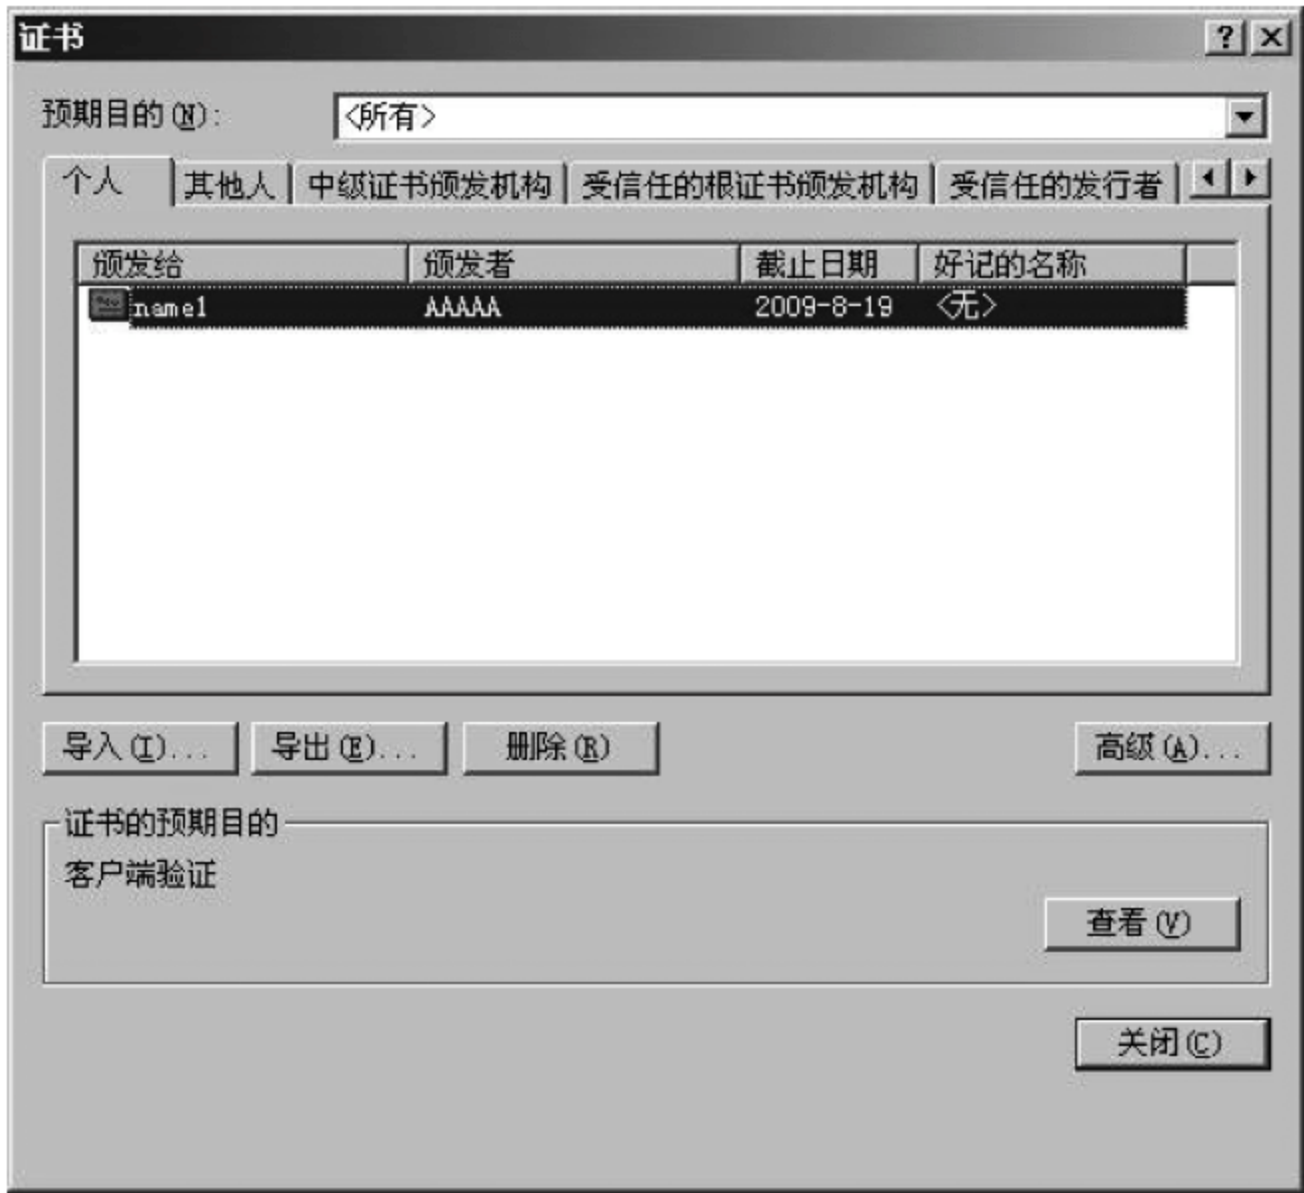 证书
预期目的(N): <所有>
个人 其他人 中级证书颁发机构 受信任的根证书颁发机构 受信任的发行者
颁发给 颁发者 截止日期 好记的名称
name1 AAAAA 2009-8-19 <无>
导入(I)... 导出(E)... 删除(R) 高级(A)...
证书的预期目的
客户端验证
查看(V)
关闭(C)